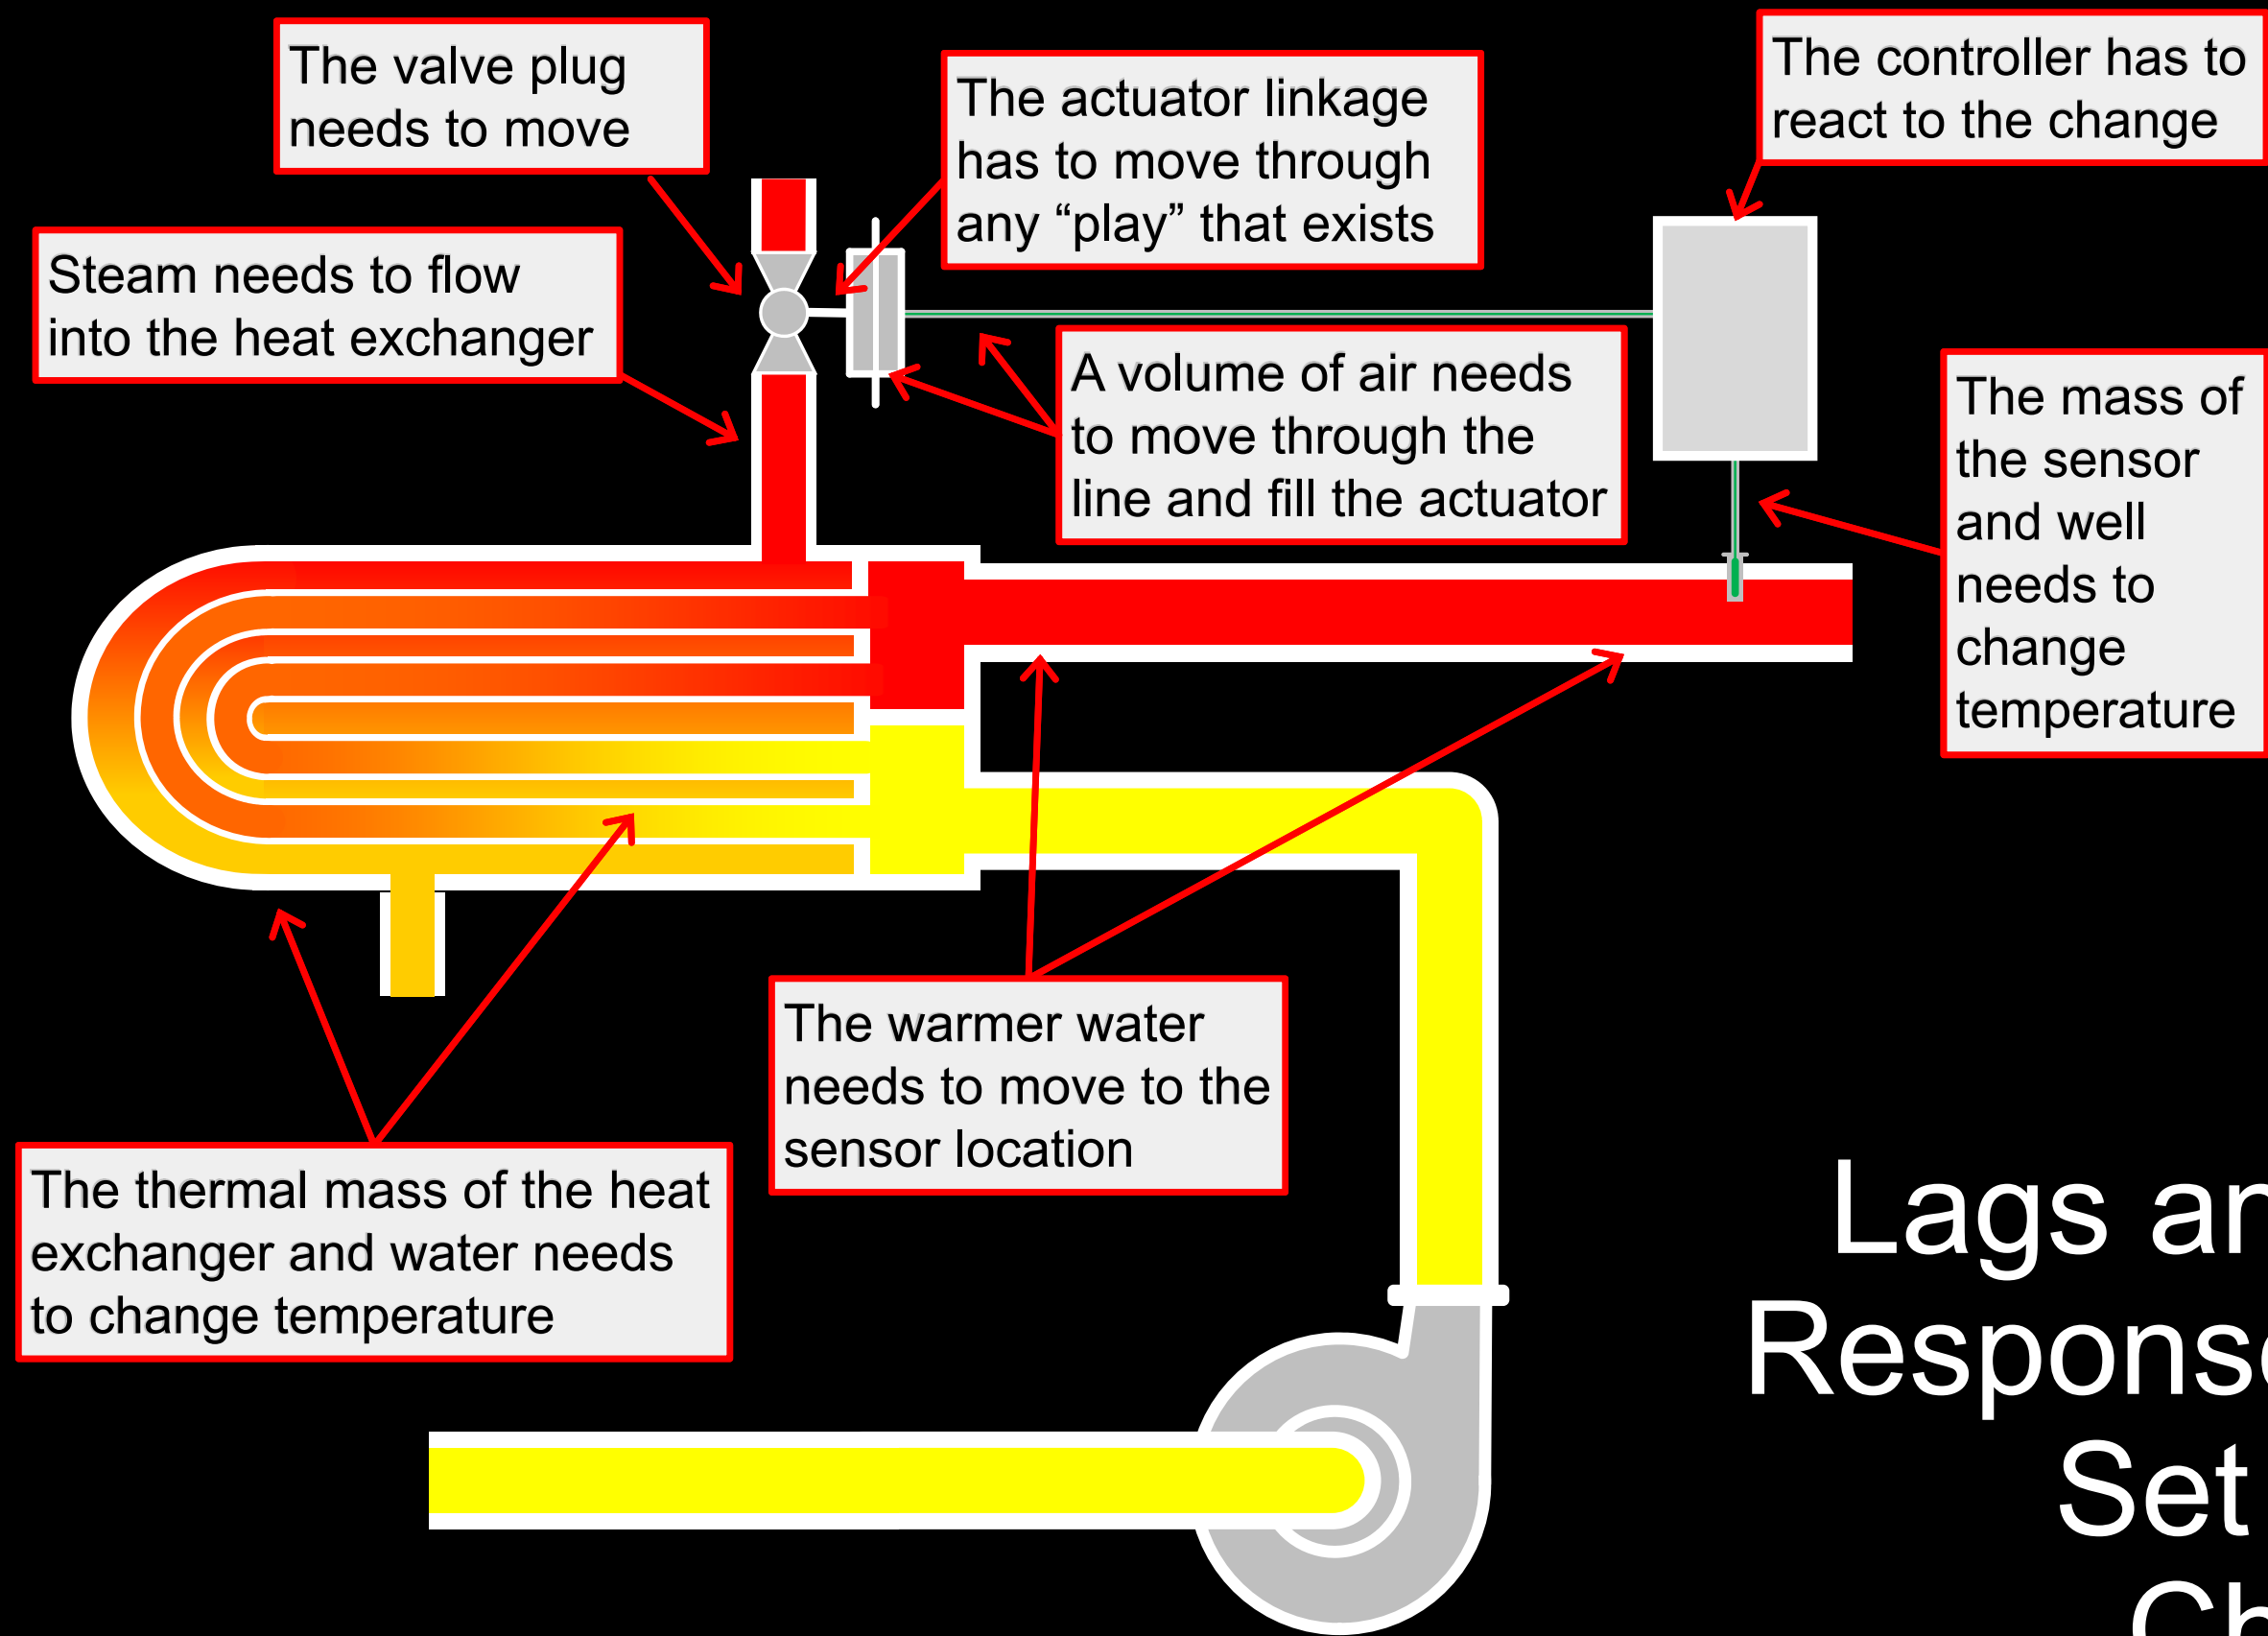 The valve plug
needs to move
The actuator linkage
has to move through
any “play” that exists
The controller has to
react to the change
Steam needs to flow
into the heat exchanger
A volume of air needs
to move through the
line and fill the actuator
The mass of
the sensor
and well
needs to
change
temperature
The warmer water
needs to move to the
sensor location
The thermal mass of the heat
exchanger and water needs
to change temperature
Lags
Set